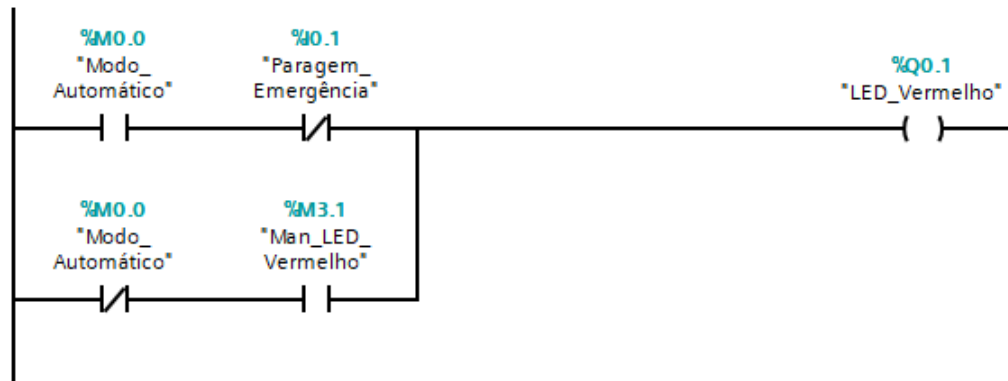 %M0.0
"Modo_
Automático"
%I0.1
"Paragem_
Emergência"
%Q0.1
"LED_Vermelho"
%M0.0
"Modo_
Automático"
%M3.1
"Man_LED_
Vermelho"